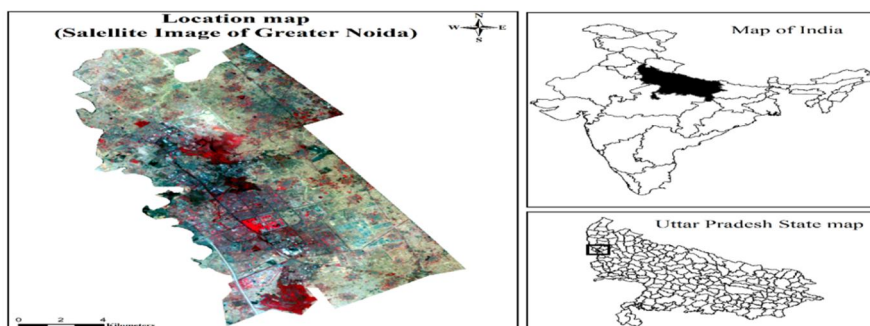 Location map
(Salellite Image of Greater Noida)
N
W E
S
0 2 4 Kilometers
Map of India
Uttar Pradesh State map